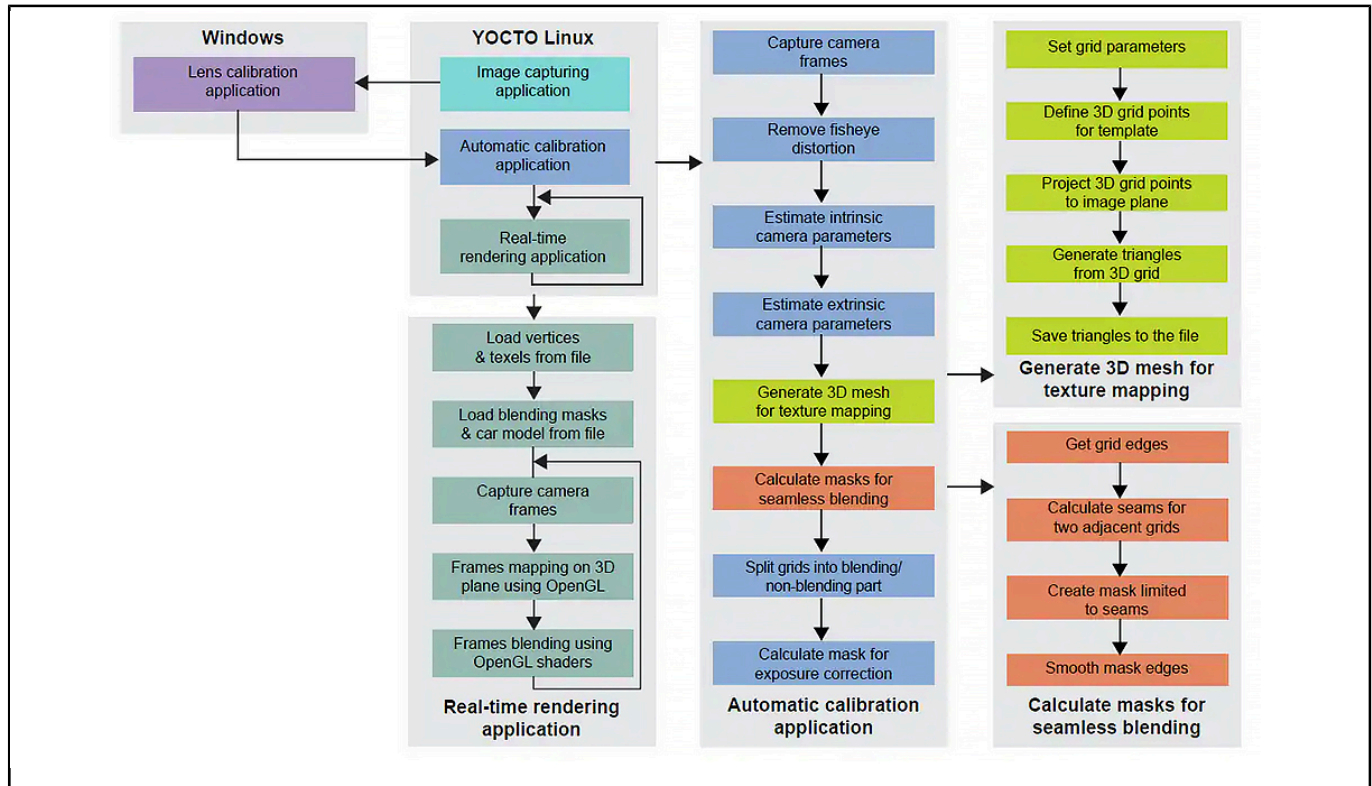 Windows
Lens calibration
application
YOCTO Linux
Image capturing
application
Automatic calibration
application
Real-time
rendering application
Load vertices
& texels from file
Load blending masks
& car model from file
Capture camera
frames
Frames mapping on 3D
plane using OpenGL
Frames blending using
OpenGL shaders
Real-time rendering
application
Capture camera
frames
Remove fisheye
distortion
Estimate intrinsic
camera parameters
Estimate extrinsic
camera parameters
Generate 3D mesh
for texture mapping
Calculate masks for
seamless blending
Split grids into blending/
non-blending part
Calculate mask for
exposure correction
Automatic calibration
application
Set grid parameters
Define 3D grid points
for template
Project 3D grid points
to image plane
Generate triangles
from 3D grid
Save triangles to the file
Generate 3D mesh for
texture mapping
Get grid edges
Calculate seams for
two adjacent grids
Create mask limited
to seams
Smooth mask edges
Calculate masks for
seamless blending